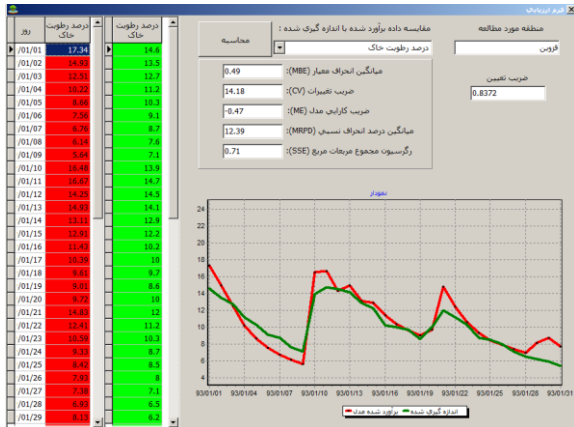 فرم ارزیابی
منطقه مورد مطالعه
قزوین
ضریب تعیین
0.8372
مقایسه داده برآورد شده با اندازه گیری شده :
درصد رطوبت خاک
محاسبه
میانگین انحراف معیار (MBE):
0.49
ضریب تغییرات (CV):
14.18
ضریب کارایی مدل (ME):
-0.47
میانگین درصد انحراف نسبی (MRPD):
12.39
رگرسیون مجموع مربعات مربع (SSE):
0.71
روز درصد رطوبت خاک
درصد رطوبت خاک
/01/01 17.34 14.6
/01/02 14.93 13.5
/01/03 12.51 12.7
/01/04 10.22 11.2
/01/05 8.66 10.3
/01/06 7.56 9.1
/01/07 6.76 8.7
/01/08 6.14 7.6
/01/09 5.64 7.1
/01/10 16.48 13.9
/01/11 16.67 14.7
/01/12 14.25 14.5
/01/13 14.93 14.1
/01/14 13.11 12.9
/01/15 12.91 12.2
/01/16 11.43 10.2
/01/17 10.39 10
/01/18 9.61 9.7
/01/19 9.01 8.6
/01/20 9.72 10
/01/21 14.83 12
/01/22 12.41 11.2
/01/23 10.59 10.3
/01/24 9.33 8.7
/01/25 8.42 8.5
/01/26 7.93 8
/01/27 7.38 7.1
/01/28 6.95 6.5
/01/29 8.13 6.2
نمودار
24
22
20
18
16
14
12
10
8
6
4
93/01/01 93/01/04 93/01/07 93/01/10 93/01/13 93/01/16 93/01/19 93/01/22 93/01/25 93/01/28 93/01/31
اندازه گیری شده برآورد شده مدل